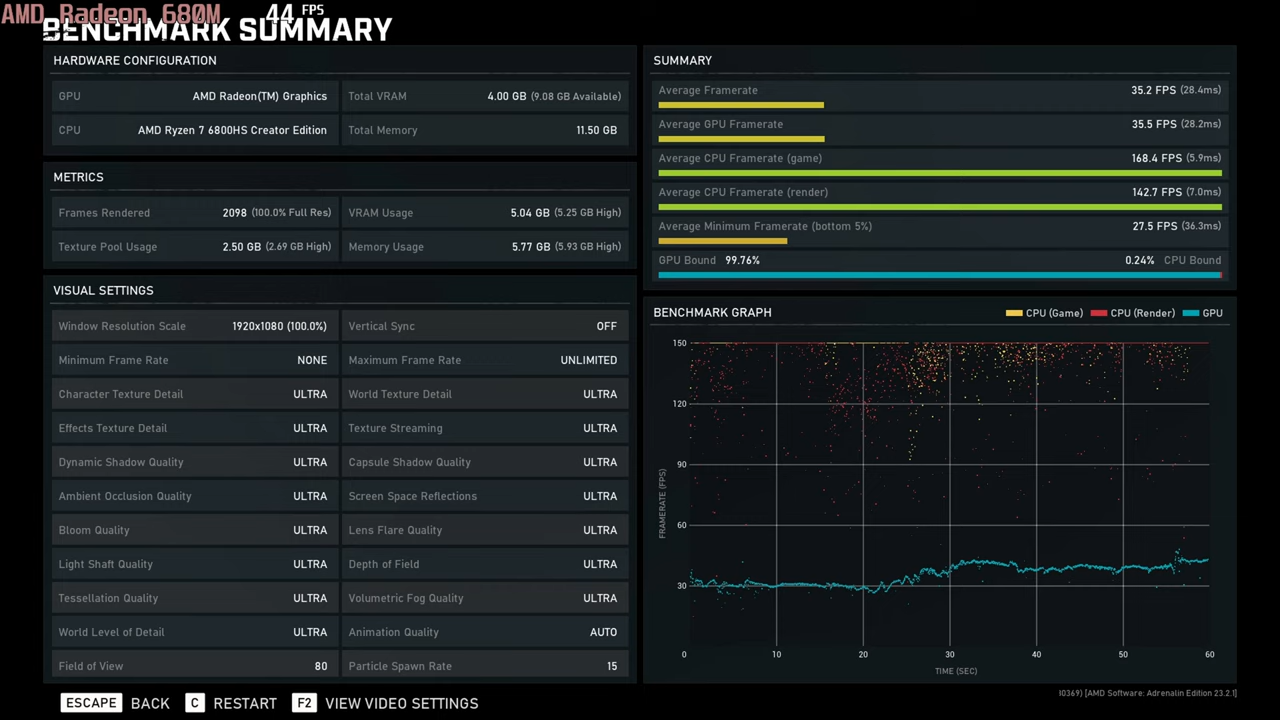 AMD Radeon 680M 44 FPS
BENCHMARK SUMMARY
HARDWARE CONFIGURATION
GPU AMD Radeon(TM) Graphics Total VRAM 4.00 GB (9.08 GB Available)
CPU AMD Ryzen 7 6800HS Creator Edition Total Memory 11.50 GB
METRICS
Frames Rendered 2098 (100.0% Full Res) VRAM Usage 5.04 GB (5.25 GB High)
Texture Pool Usage 2.50 GB (2.69 GB High) Memory Usage 5.77 GB (5.93 GB High)
VISUAL SETTINGS
Window Resolution Scale 1920x1080 (100.0%) Vertical Sync OFF
Minimum Frame Rate NONE Maximum Frame Rate UNLIMITED
Character Texture Detail ULTRA World Texture Detail ULTRA
Effects Texture Detail ULTRA Texture Streaming ULTRA
Dynamic Shadow Quality ULTRA Capsule Shadow Quality ULTRA
Ambient Occlusion Quality ULTRA Screen Space Reflections ULTRA
Bloom Quality ULTRA Lens Flare Quality ULTRA
Light Shaft Quality ULTRA Depth of Field ULTRA
Tessellation Quality ULTRA Volumetric Fog Quality ULTRA
World Level of Detail ULTRA Animation Quality AUTO
Field of View 80 Particle Spawn Rate 15
SUMMARY
Average Framerate 35.2 FPS (28.4ms)
Average GPU Framerate 35.5 FPS (28.2ms)
Average CPU Framerate (game) 168.4 FPS (5.9ms)
Average CPU Framerate (render) 142.7 FPS (7.0ms)
Average Minimum Framerate (bottom 5%) 27.5 FPS (36.3ms)
GPU Bound 99.76% 0.24% CPU Bound
BENCHMARK GRAPH CPU (Game) CPU (Render) GPU
150
120
90
60
30
FRAMERATE (FPS)
0 10 20 30 40 50 60
TIME (SEC)
ESCAPE BACK C RESTART F2 VIEW VIDEO SETTINGS
10369) [AMD Software: Adrenalin Edition 23.2.1]